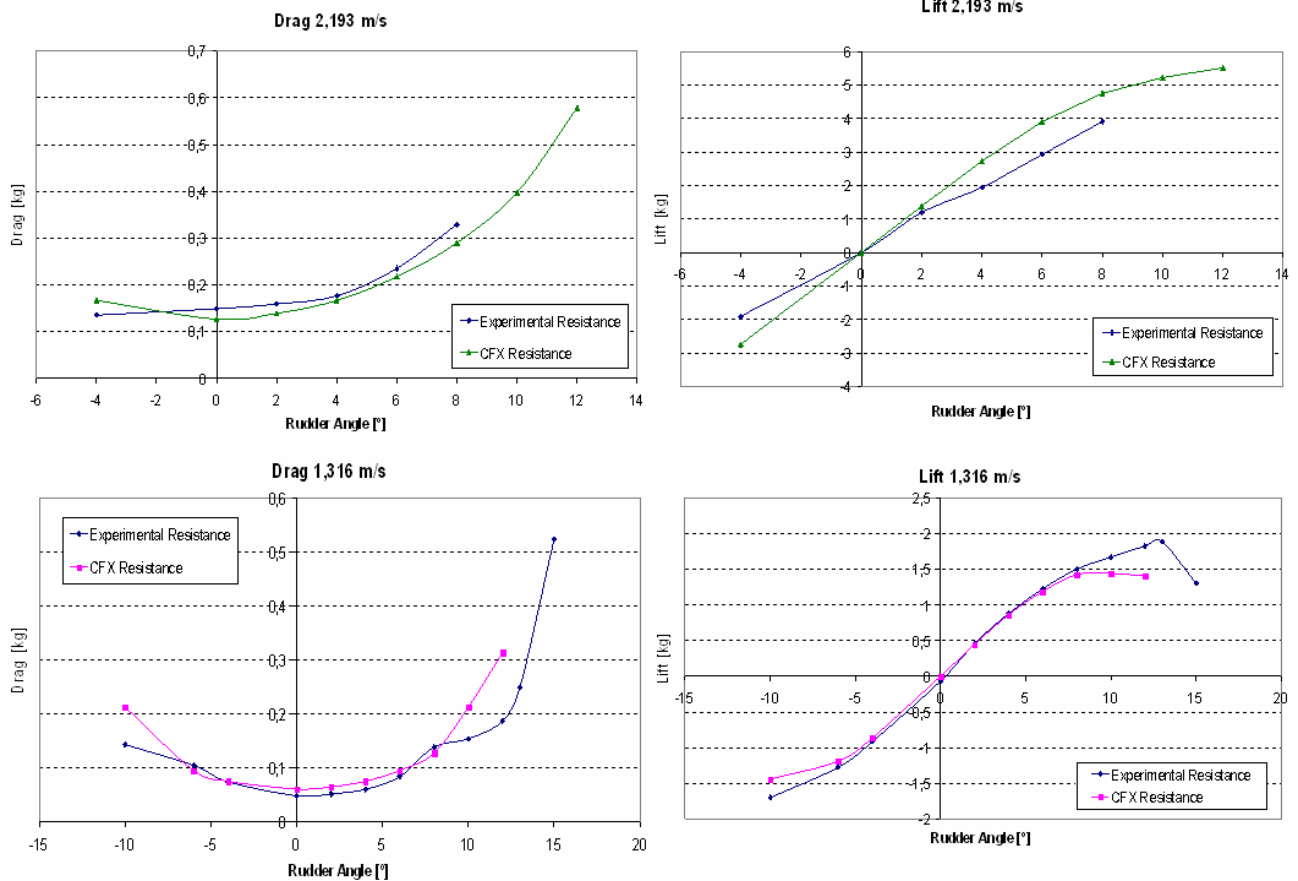 Drag 2,193 m/s
0,7
0,6
0,5
0,4
0,3
0,2
0,1
0
-6 -4 -2 0 2 4 6 8 10 12 14
Drag [kg]
Rudder Angle [°]
Experimental Resistance
CFX Resistance
Lift 2,193 m/s
6
5
4
3
2
1
0
-1
-2
-3
-4
-6 -4 -2 0 2 4 6 8 10 12 14
Lift [kg]
Rudder Angle [°]
Experimental Resistance
CFX Resistance
Drag 1,316 m/s
0,6
0,5
0,4
0,3
0,2
0,1
0
-15 -10 -5 0 5 10 15 20
Drag [kg]
Rudder Angle [°]
Experimental Resistance
CFX Resistance
Lift 1,316 m/s
2,5
2
1,5
1
0,5
0
-0,5
-1
-1,5
-2
-15 -10 -5 0 5 10 15 20
Lift [kg]
Rudder Angle [°]
Experimental Resistance
CFX Resistance